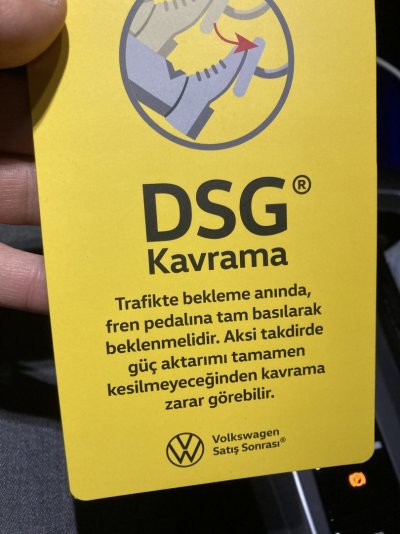 DSG®
Kavrama
Trafikte bekleme anında,
fren pedalına tam basılarak
beklenmelidir. Aksi takdirde
güç aktarımı tamamen
kesilmeyeceğinden kavrama
zarar görebilir.
Volkswagen
Satış Sonrası®